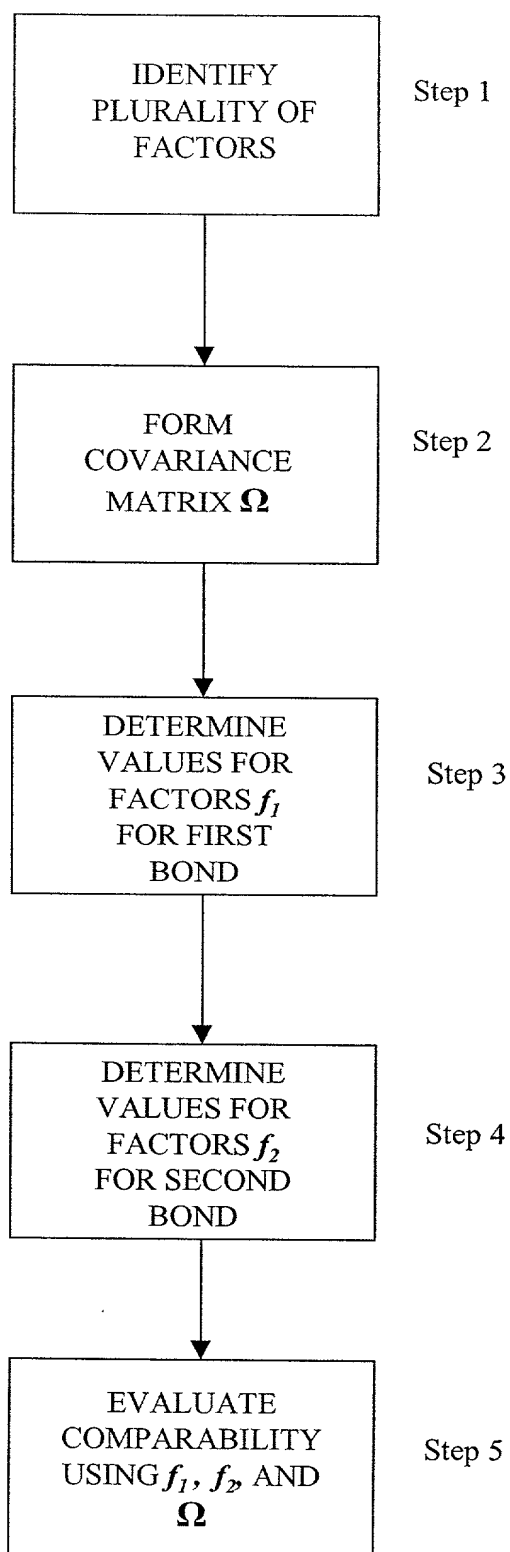 IDENTIFY
PLURALITY OF
FACTORS
Step 1
FORM
COVARIANCE
MATRIX Ω
Step 2
DETERMINE
VALUES FOR
FACTORS f1
FOR FIRST
BOND
Step 3
DETERMINE
VALUES FOR
FACTORS f2
FOR SECOND
BOND
Step 4
EVALUATE
COMPARABILITY
USING f1, f2, AND
Ω
Step 5